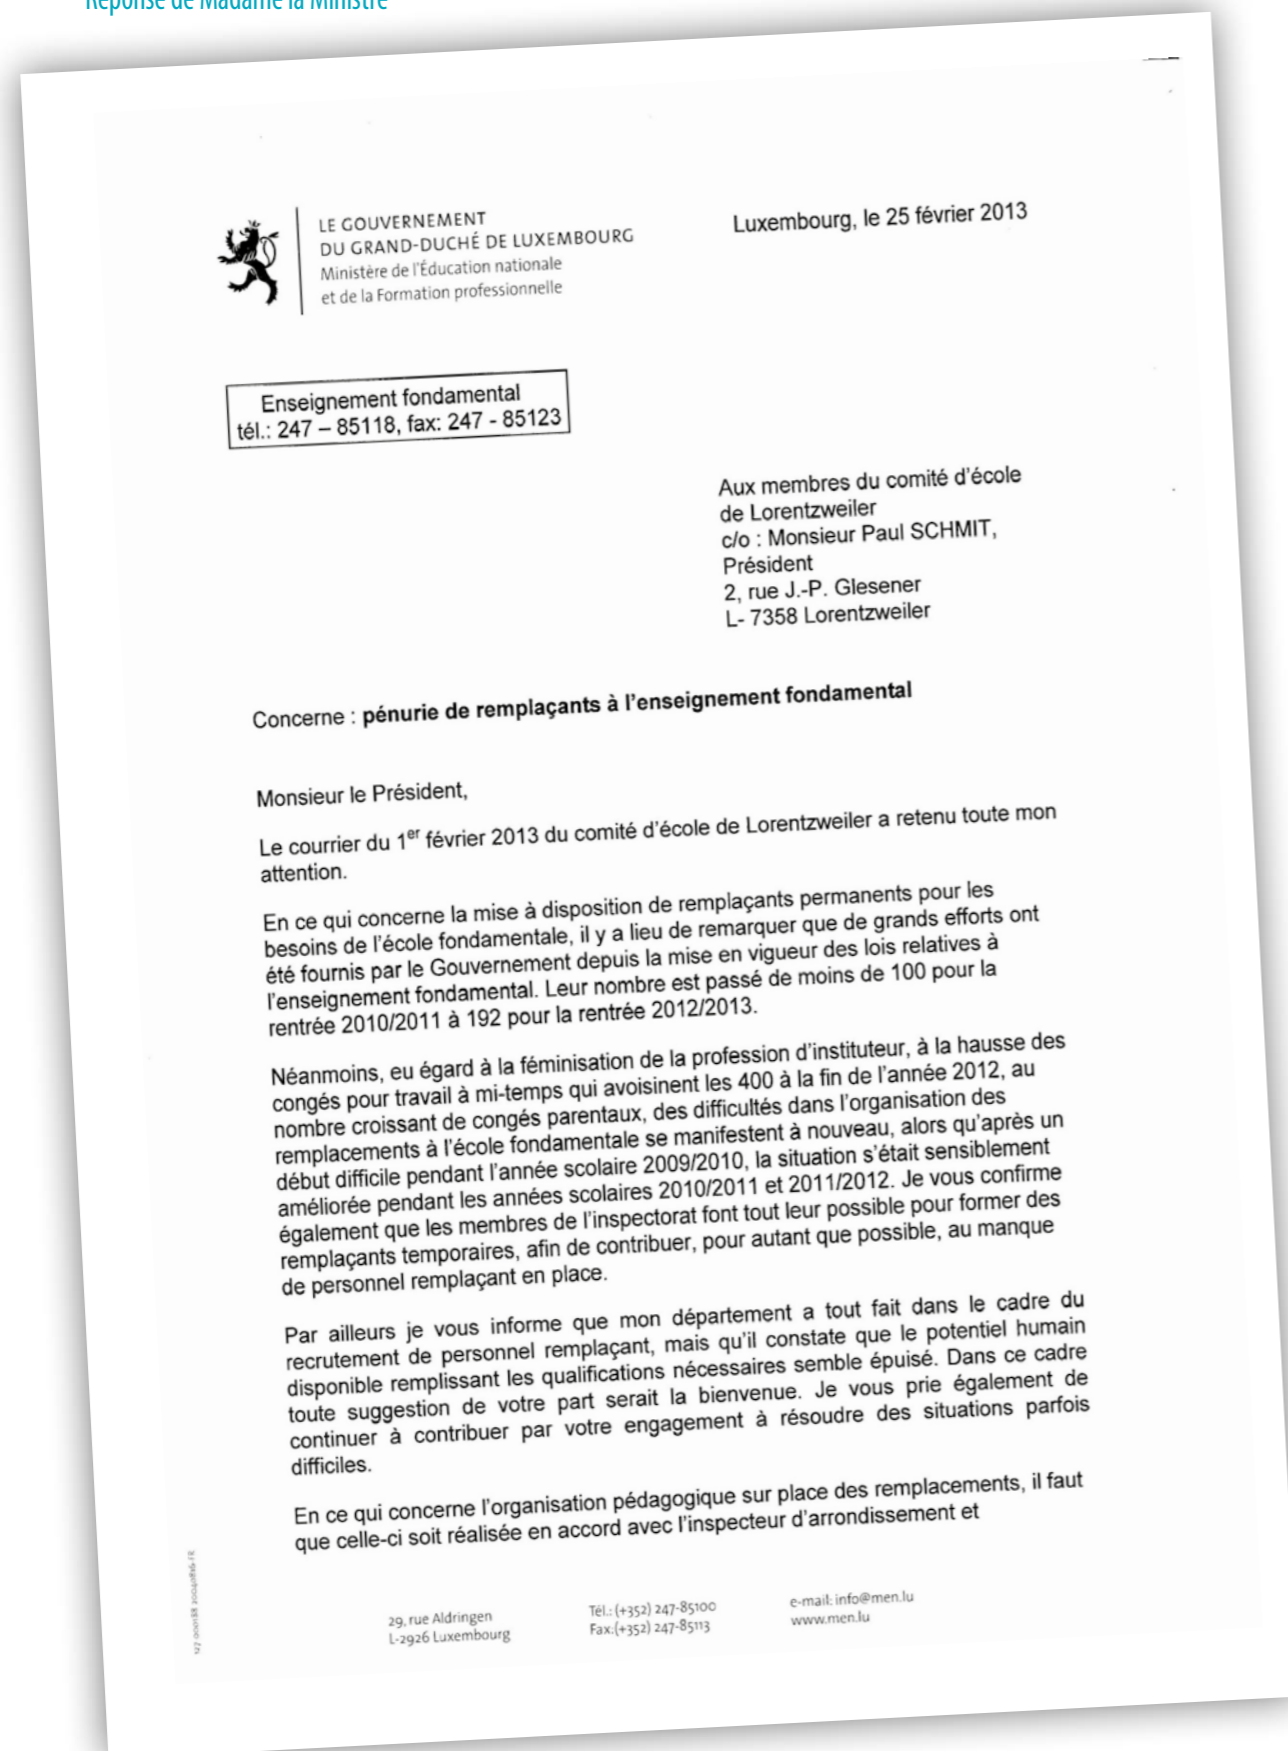 Réponse de Madame la Ministre
LE GOUVERNEMENT
DU GRAND-DUCHÉ DE LUXEMBOURG
Ministère de l'Éducation nationale
et de la Formation professionnelle
Luxembourg, le 25 février 2013
Enseignement fondamental
tél.: 247 – 85118, fax: 247 - 85123
Aux membres du comité d'école
de Lorentzweiler
c/o : Monsieur Paul SCHMIT,
Président
2, rue J.-P. Glesener
L- 7358 Lorentzweiler
Concerne : pénurie de remplaçants à l'enseignement fondamental
Monsieur le Président,
Le courrier du 1er février 2013 du comité d'école de Lorentzweiler a retenu toute mon
attention.
En ce qui concerne la mise à disposition de remplaçants permanents pour les
besoins de l'école fondamentale, il y a lieu de remarquer que de grands efforts ont
été fournis par le Gouvernement depuis la mise en vigueur des lois relatives à
l'enseignement fondamental. Leur nombre est passé de moins de 100 pour la
rentrée 2010/2011 à 192 pour la rentrée 2012/2013.
Néanmoins, eu égard à la féminisation de la profession d'instituteur, à la hausse des
congés pour travail à mi-temps qui avoisinent les 400 à la fin de l'année 2012, au
nombre croissant de congés parentaux, des difficultés dans l'organisation des
remplacements à l'école fondamentale se manifestent à nouveau, alors qu'après un
début difficile pendant l'année scolaire 2009/2010, la situation s'était sensiblement
améliorée pendant les années scolaires 2010/2011 et 2011/2012. Je vous confirme
également que les membres de l'inspectorat font tout leur possible pour former des
remplaçants temporaires, afin de contribuer, pour autant que possible, au manque
de personnel remplaçant en place.
Par ailleurs je vous informe que mon département a tout fait dans le cadre du
recrutement de personnel remplaçant, mais qu'il constate que le potentiel humain
disponible remplissant les qualifications nécessaires semble épuisé. Dans ce cadre
toute suggestion de votre part serait la bienvenue. Je vous prie également de
continuer à contribuer par votre engagement à résoudre des situations parfois
difficiles.
En ce qui concerne l'organisation pédagogique sur place des remplacements, il faut
que celle-ci soit réalisée en accord avec l'inspecteur d'arrondissement et
29, rue Aldringen
L-2926 Luxembourg
Tél.: (+352) 247-85100
Fax:(+352) 247-85113
e-mail: info@men.lu
www.men.lu